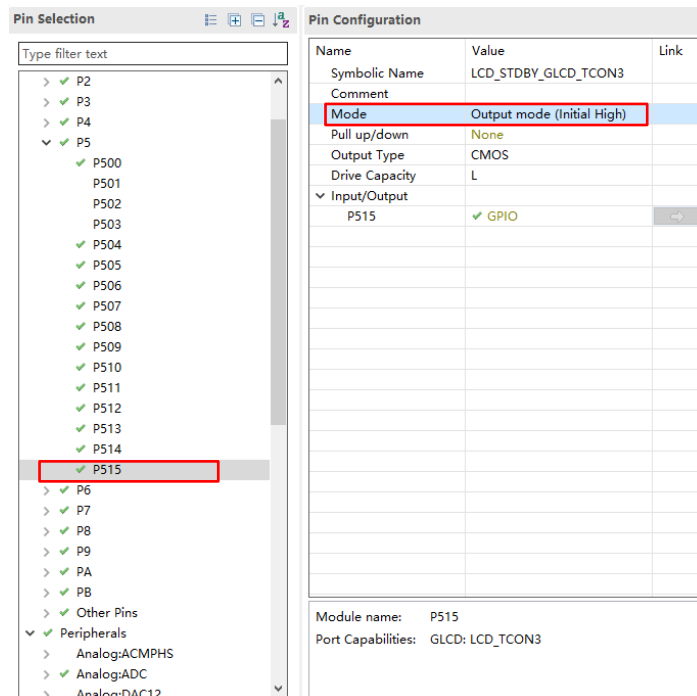 Pin Selection
Type filter text
P2
P3
P4
P5
P500
P501
P502
P503
P504
P505
P506
P507
P508
P509
P510
P511
P512
P513
P514
P515
P6
P7
P8
P9
PA
PB
Other Pins
Peripherals
Analog:ACMPHS
Analog:ADC
Analog:DAC12
Pin Configuration
Name Value Link
Symbolic Name LCD_STDBY_GLCD_TCON3
Comment
Mode Output mode (Initial High)
Pull up/down None
Output Type CMOS
Drive Capacity L
Input/Output
P515 GPIO
Module name: P515
Port Capabilities: GLCD: LCD_TCON3